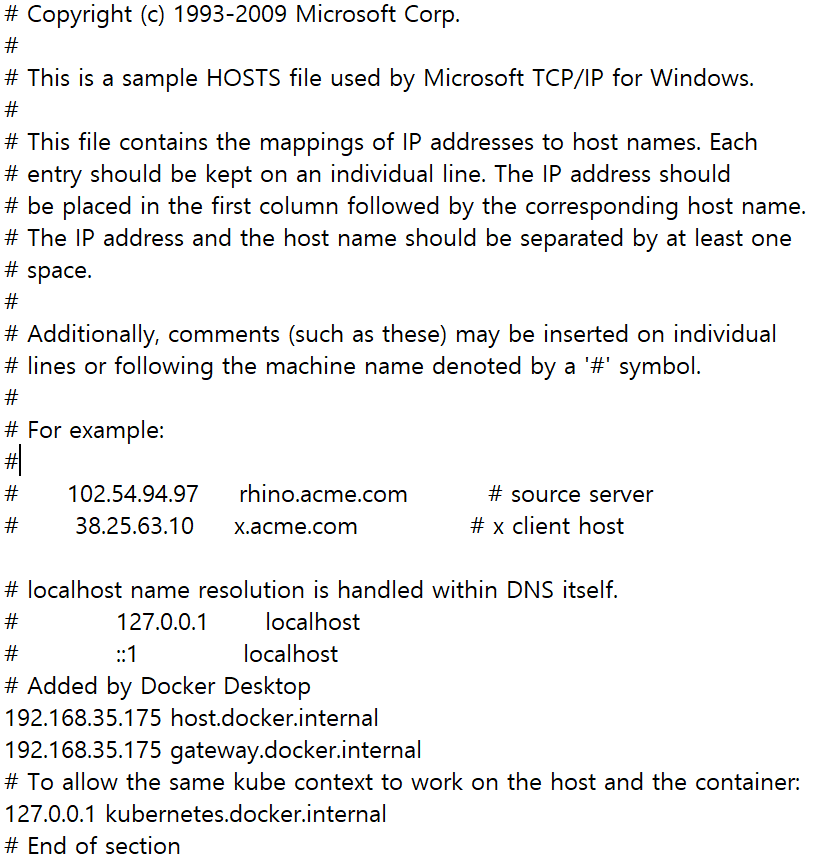 # Copyright (c) 1993-2009 Microsoft Corp.
#
# This is a sample HOSTS file used by Microsoft TCP/IP for Windows.
#
# This file contains the mappings of IP addresses to host names. Each
# entry should be kept on an individual line. The IP address should
# be placed in the first column followed by the corresponding host name.
# The IP address and the host name should be separated by at least one
# space.
#
# Additionally, comments (such as these) may be inserted on individual
# lines or following the machine name denoted by a '#' symbol.
#
# For example:
#
#      102.54.94.97     rhino.acme.com          # source server
#       38.25.63.10     x.acme.com              # x client host

# localhost name resolution is handled within DNS itself.
#	127.0.0.1       localhost
#	::1             localhost
# Added by Docker Desktop
192.168.35.175 host.docker.internal
192.168.35.175 gateway.docker.internal
# To allow the same kube context to work on the host and the container:
127.0.0.1 kubernetes.docker.internal
# End of section